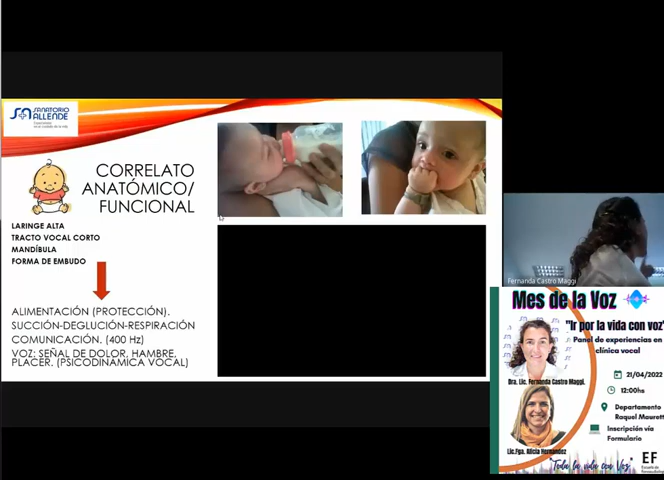 SANATORIO
ALLENDE
CORRELATO
ANATÓMICO/
FUNCIONAL
LARINGE ALTA
TRACTO VOCAL CORTO
MANDÍBULA
FORMA DE EMBUDO
ALIMENTACIÓN (PROTECCIÓN).
SUCCIÓN-DEGLUCIÓN-RESPIRACIÓN
COMUNICACIÓN. (400 Hz)
VOZ: SEÑAL DE DOLOR, HAMBRE,
PLACER. (PSICODINAMICA VOCAL)
Fernanda Castro Maggi
Mes de la Voz
"Ir por la vida con voz"
Panel de experiencias en
clínica vocal
21/04/2022
12:00hs
Dra. Lic. Fernanda Castro Maggi.
Departamento
Raquel Maurett
Inscripción vía
Formulario
Lic.Fga. Alicia Hernandez
"Toda la vida con Voz"
EF